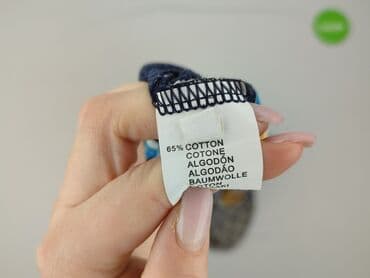 65% COTTON
COTONE
ALGODÓN
ALGODÃO
BAUMWOLLE